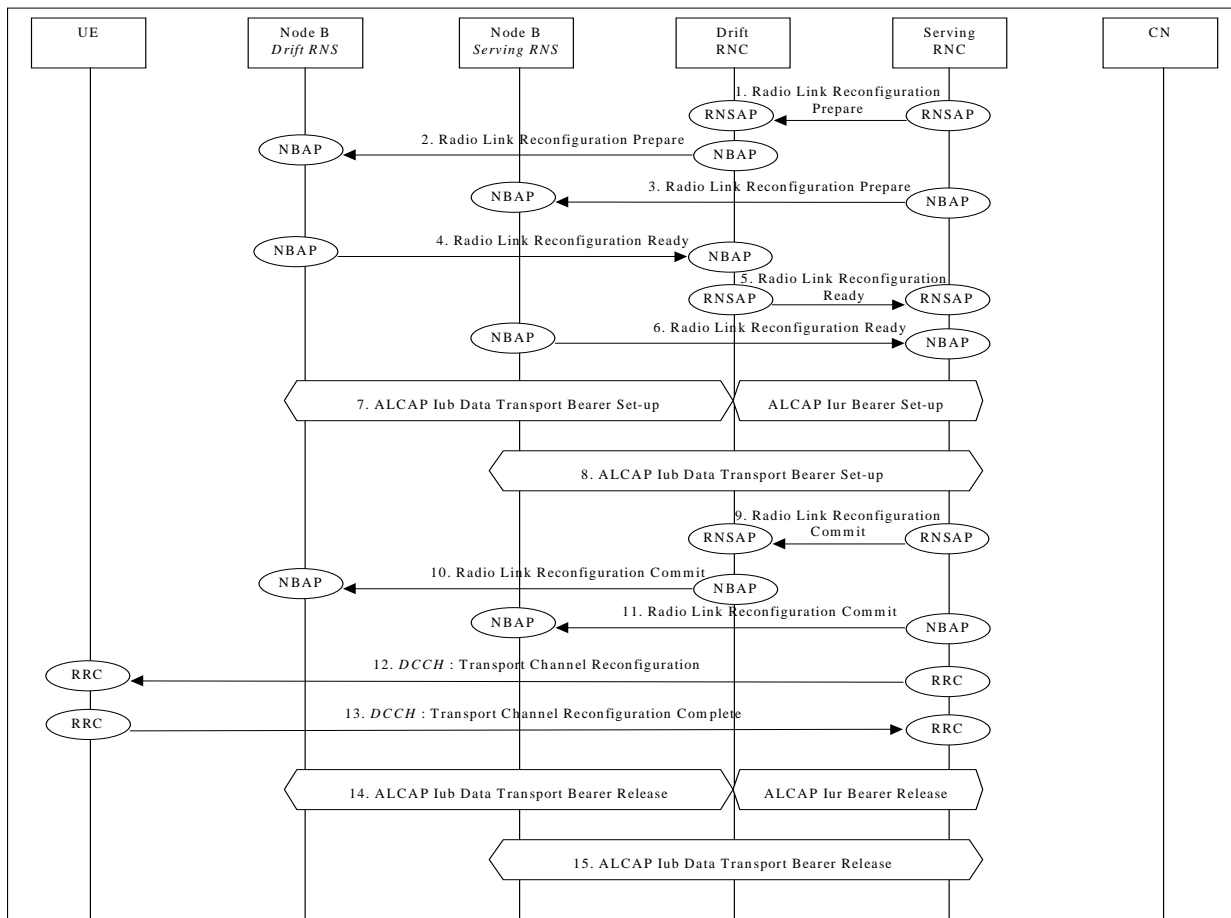 UE
Node B
Drift RNS
Node B
Serving RNS
Drift
RNC
Serving
RNC
CN
1. Radio Link Reconfiguration
Prepare
RNSAP
RNSAP
2. Radio Link Reconfiguration Prepare
NBAP
NBAP
3. Radio Link Reconfiguration Prepare
NBAP
NBAP
4. Radio Link Reconfiguration Ready
NBAP
NBAP
5. Radio Link Reconfiguration
Ready
RNSAP
RNSAP
6. Radio Link Reconfiguration Ready
NBAP
NBAP
7. ALCAP Iub Data Transport Bearer Set-up
ALCAP Iur Bearer Set-up
8. ALCAP Iub Data Transport Bearer Set-up
9. Radio Link Reconfiguration
Commit
RNSAP
RNSAP
10. Radio Link Reconfiguration Commit
NBAP
NBAP
11. Radio Link Reconfiguration Commit
NBAP
NBAP
12. DCCH : Transport Channel Reconfiguration
RRC
RRC
13. DCCH : Transport Channel Reconfiguration Complete
RRC
RRC
14. ALCAP Iub Data Transport Bearer Release
ALCAP Iur Bearer Release
15. ALCAP Iub Data Transport Bearer Release